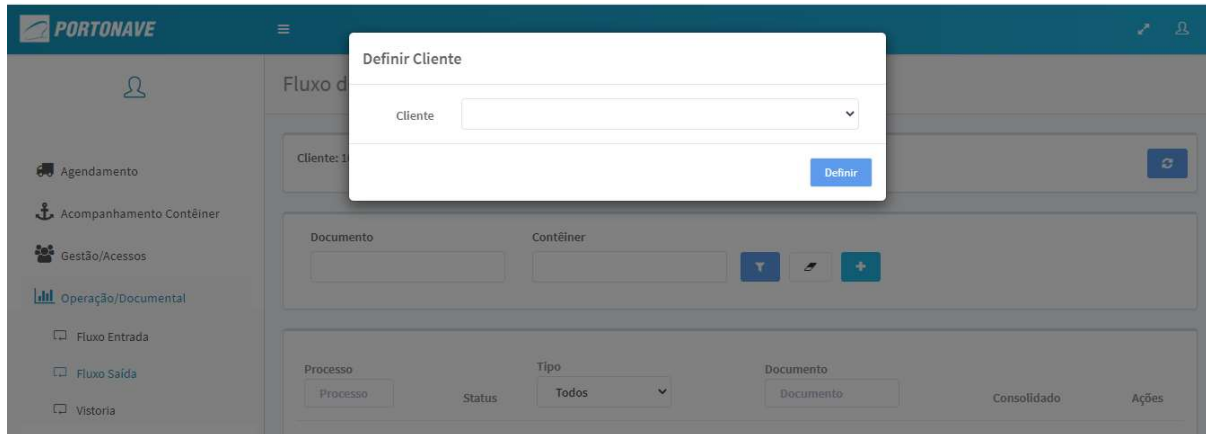 PORTONAVE
Definir Cliente
Cliente
Definir
Fluxo d
Cliente: 1
Agendamento
Acompanhamento Contêiner
Gestão/Acessos
Operação/Documental
Fluxo Entrada
Fluxo Saída
Vistoria
Documento Contêiner
Processo Tipo Documento
Processo Status Todos Documento Consolidado Ações